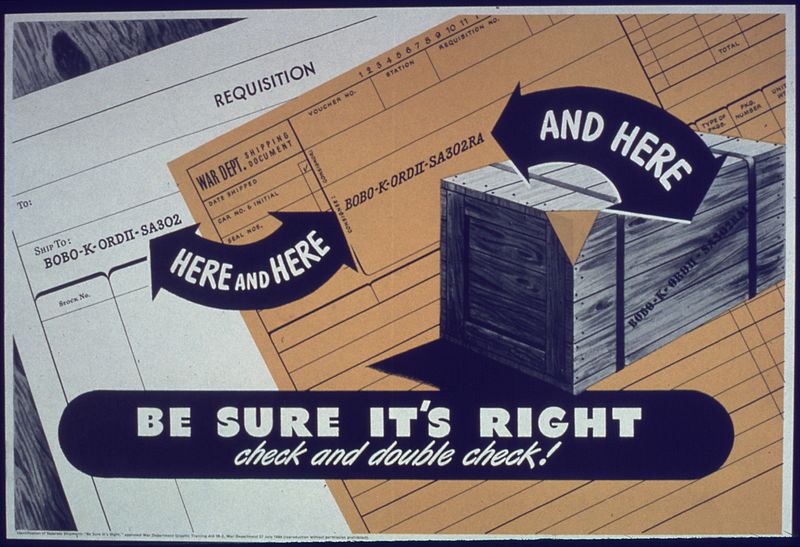 REQUISITION
To:
SHIP TO:
BOBO-K-ORDII-SA302
Stock No.
WAR DEPT. SHIPPING DOCUMENT
DATE SHIPPED
CAR NO. & INITIAL
SEAL NOS.
CONSIGNEE:
VOUCHER NO.
1 2 3 4 5 6 7 8 9 10 11
STATION
REQUISITION NO.
BOBO-K-ORDII-SA302RA
TOTAL
TYPE OF PKGE.
PKG. NUMBER
UNIT
HERE AND HERE
AND HERE
BOBO-K-ORDII-SA302RA
BE SURE IT'S RIGHT
check and double check!